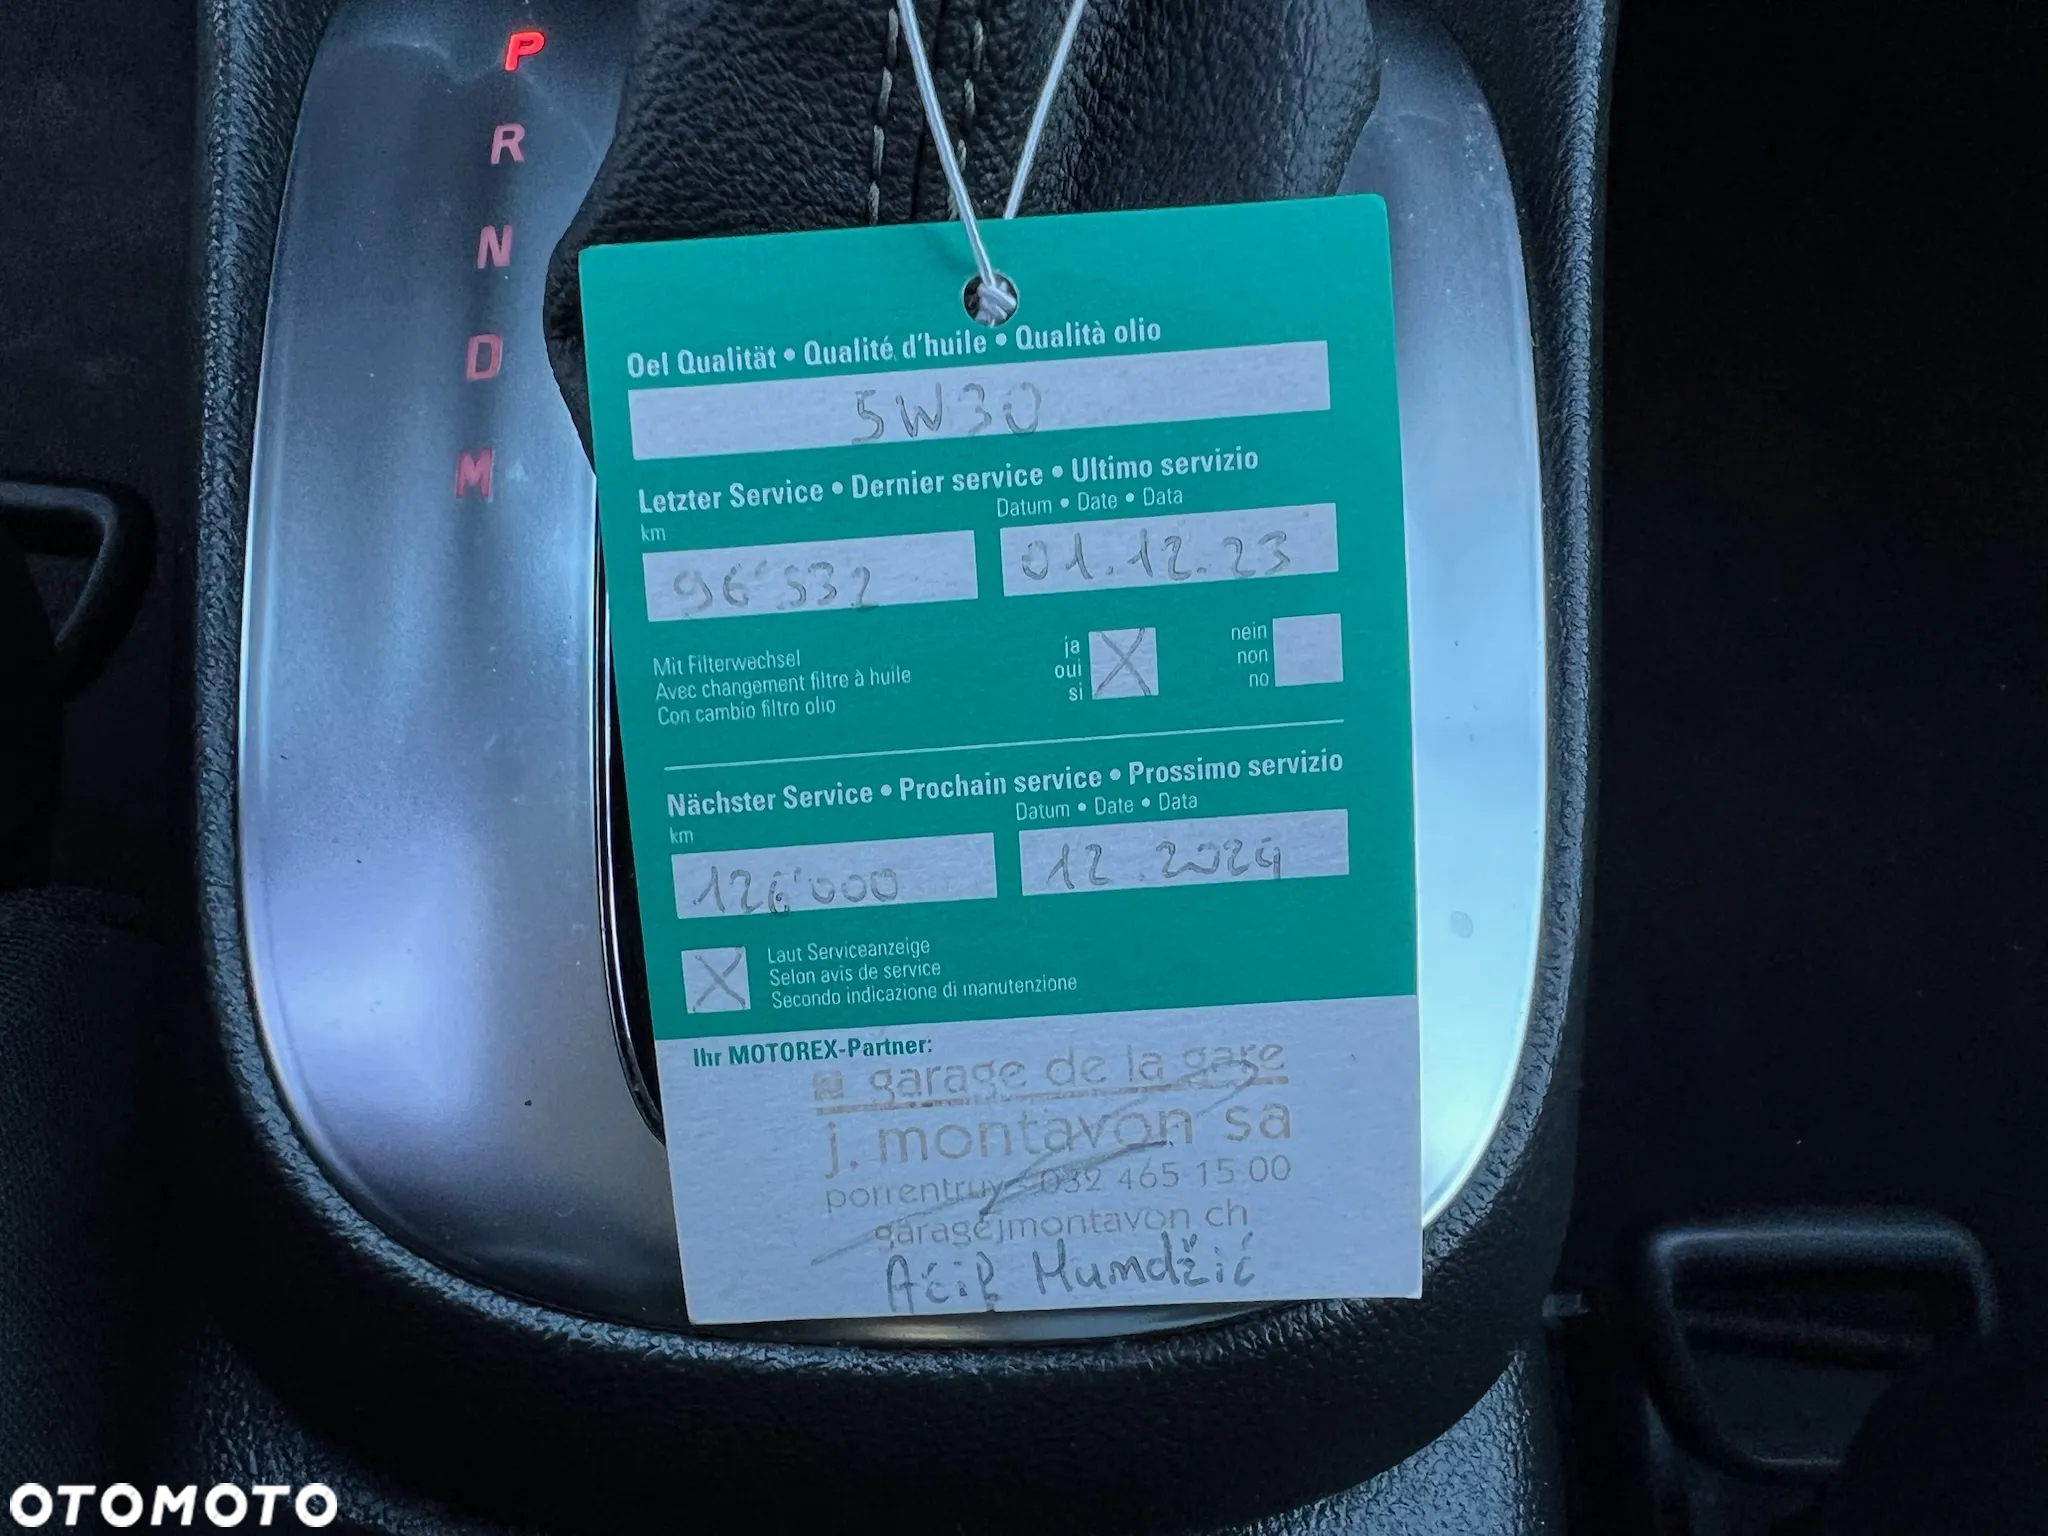 P
R
N
D
M
Oel Qualität • Qualité d'huile • Qualità olio
5W30
Letzter Service • Dernier service • Ultimo servizio
km
Datum • Date • Data
96'532
01.12.23
Mit Filterwechsel
Avec changement filtre à huile
Con cambio filtro olio
ja
oui
si
nein
non
no
Nächster Service • Prochain service • Prossimo servizio
km
Datum • Date • Data
126'000
12.2024
Laut Serviceanzeige
Selon avis de service
Secondo indicazione di manutenzione
Ihr MOTOREX-Partner:
garage de la gare
j. montavon sa
porrentruy 032 465 15 00
garagejmontavon.ch
Mumdžić
OTOMOTO